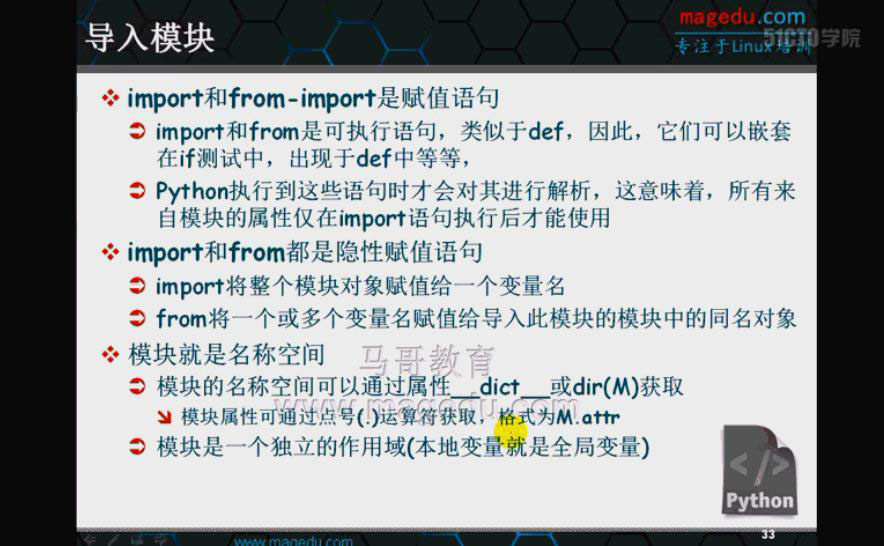 导入模块
magedu.com
51CTO学院
专注于Linux培训
import和from-import是赋值语句
import和from是可执行语句，类似于def，因此，它们可以嵌套
在if测试中，出现于def中等等，
Python执行到这些语句时才会对其进行解析，这意味着，所有来
自模块的属性仅在import语句执行后才能使用
import和from都是隐性赋值语句
import将整个模块对象赋值给一个变量名
from将一个或多个变量名赋值给导入此模块的模块中的同名对象
模块就是名称空间
马哥教育
模块的名称空间可以通过属性__dict__或dir(M)获取
www.magedu.com
模块属性可通过点号(.)运算符获取，格式为M.attr
模块是一个独立的作用域(本地变量就是全局变量)
</>
Python
33
www.magedu.com